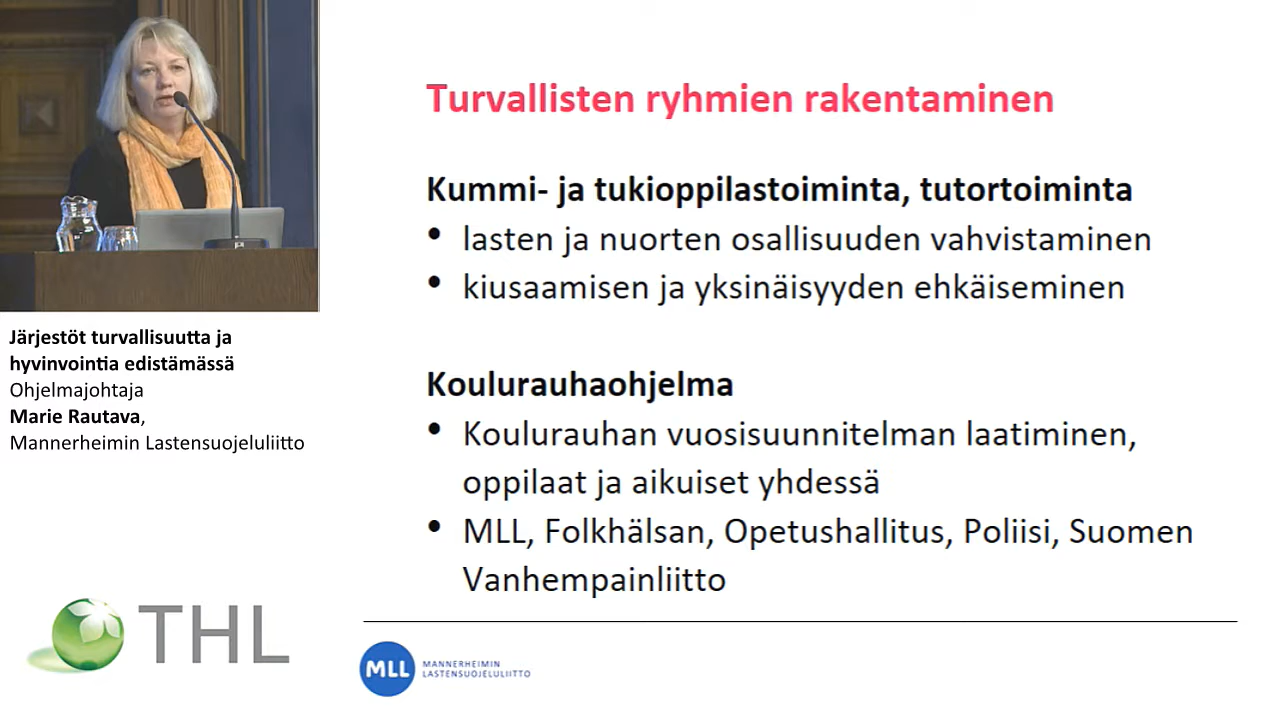 Järjestöt turvallisuutta ja
hyvinvointia edistämässä
Ohjelmajohtaja
Marie Rautava,
Mannerheimin Lastensuojeluliitto
THL
Turvallisten ryhmien rakentaminen
Kummi- ja tukioppilastoiminta, tutortoiminta
• lasten ja nuorten osallisuuden vahvistaminen
• kiusaamisen ja yksinäisyyden ehkäiseminen
Koulurauhaohjelma
• Koulurauhan vuosisuunnitelman laatiminen,
oppilaat ja aikuiset yhdessä
• MLL, Folkhälsan, Opetushallitus, Poliisi, Suomen
Vanhempainliitto
MLL
MANNERHEIMIN
LASTENSUOJELULIITTO